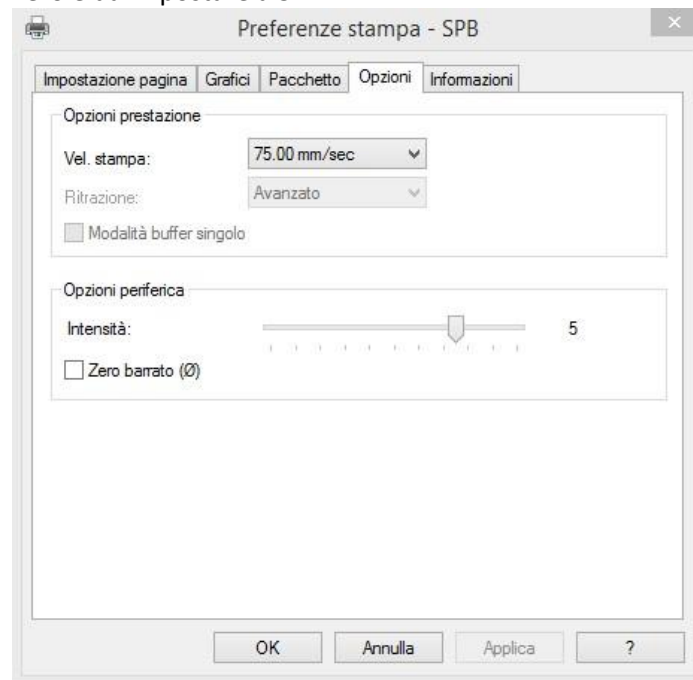 Preferenze stampa - SPB
Impostazione pagina Grafici Pacchetto Opzioni Informazioni
Opzioni prestazione
Vel. stampa: 75.00 mm/sec
Ritrazione: Avanzato
Modalità buffer singolo
Opzioni periferica
Intensità: 5
Zero barrato (Ø)
OK Annulla Applica ?